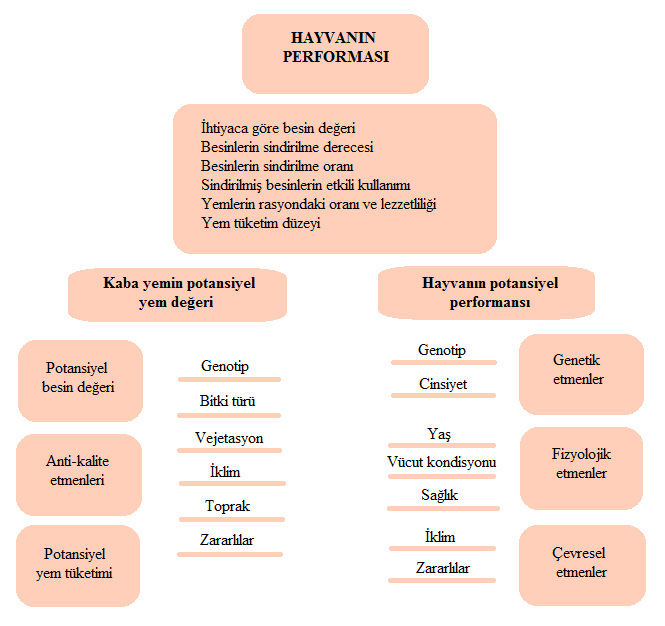 HAYVANIN
PERFORMASI
İhtiyaca göre besin değeri
Besinlerin sindirilme derecesi
Besinlerin sindirilme oranı
Sindirilmiş besinlerin etkili kullanımı
Yemlerin rasyondaki oranı ve lezzetliliği
Yem tüketim düzeyi
Kaba yemin potansiyel
yem değeri
Potansiyel
besin değeri
Anti-kalite
etmenleri
Potansiyel
yem tüketimi
Genotip
Bitki türü
Vejetasyon
İklim
Toprak
Zararlılar
Hayvanın potasiyel
performansı
Genotip
Cinsiyet
Yaş
Vücut kondisyonu
Sağlık
İklim
Zararlılar
Genetik
etmenler
Fizyolojik
etmenler
Çevresel
etmenler